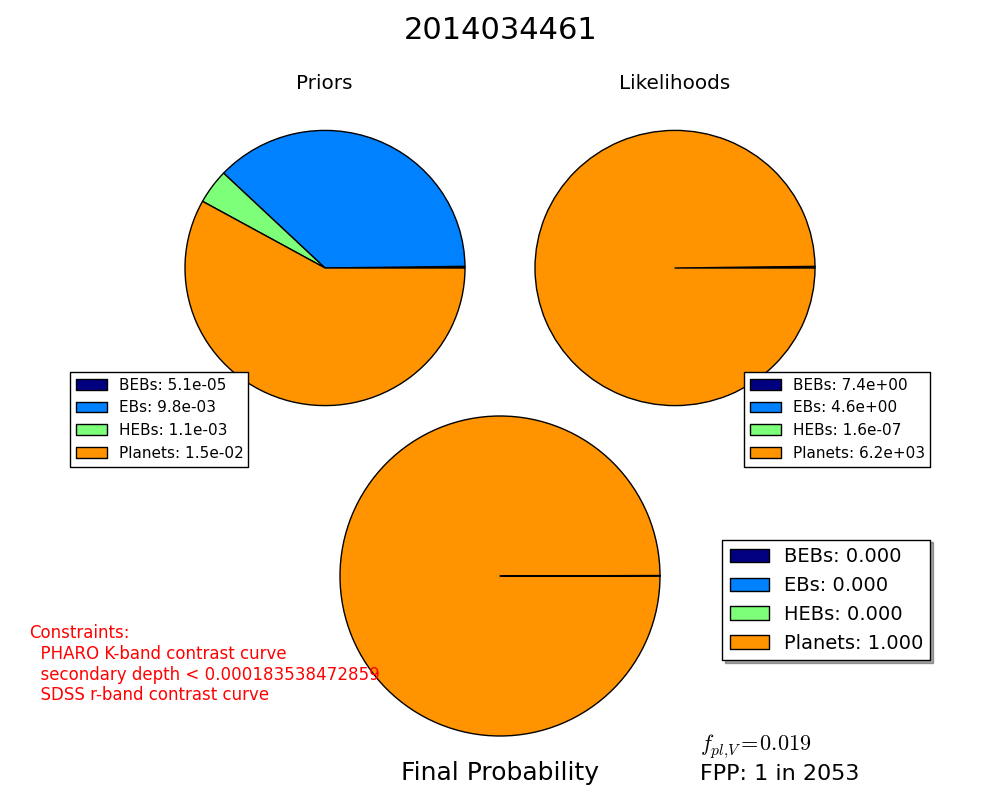 2014034461
Priors
Likelihoods
BEBs: 5.1e-05
EBs: 9.8e-03
HEBs: 1.1e-03
Planets: 1.5e-02
BEBs: 7.4e+00
EBs: 4.6e+00
HEBs: 1.6e-07
Planets: 6.2e+03
BEBs: 0.000
EBs: 0.000
HEBs: 0.000
Planets: 1.000
Constraints:
PHARO K-band contrast curve
secondary depth < 0.000183538472859
SDSS r-band contrast curve
f_{pl,V}=0.019
Final Probability
FPP: 1 in 2053